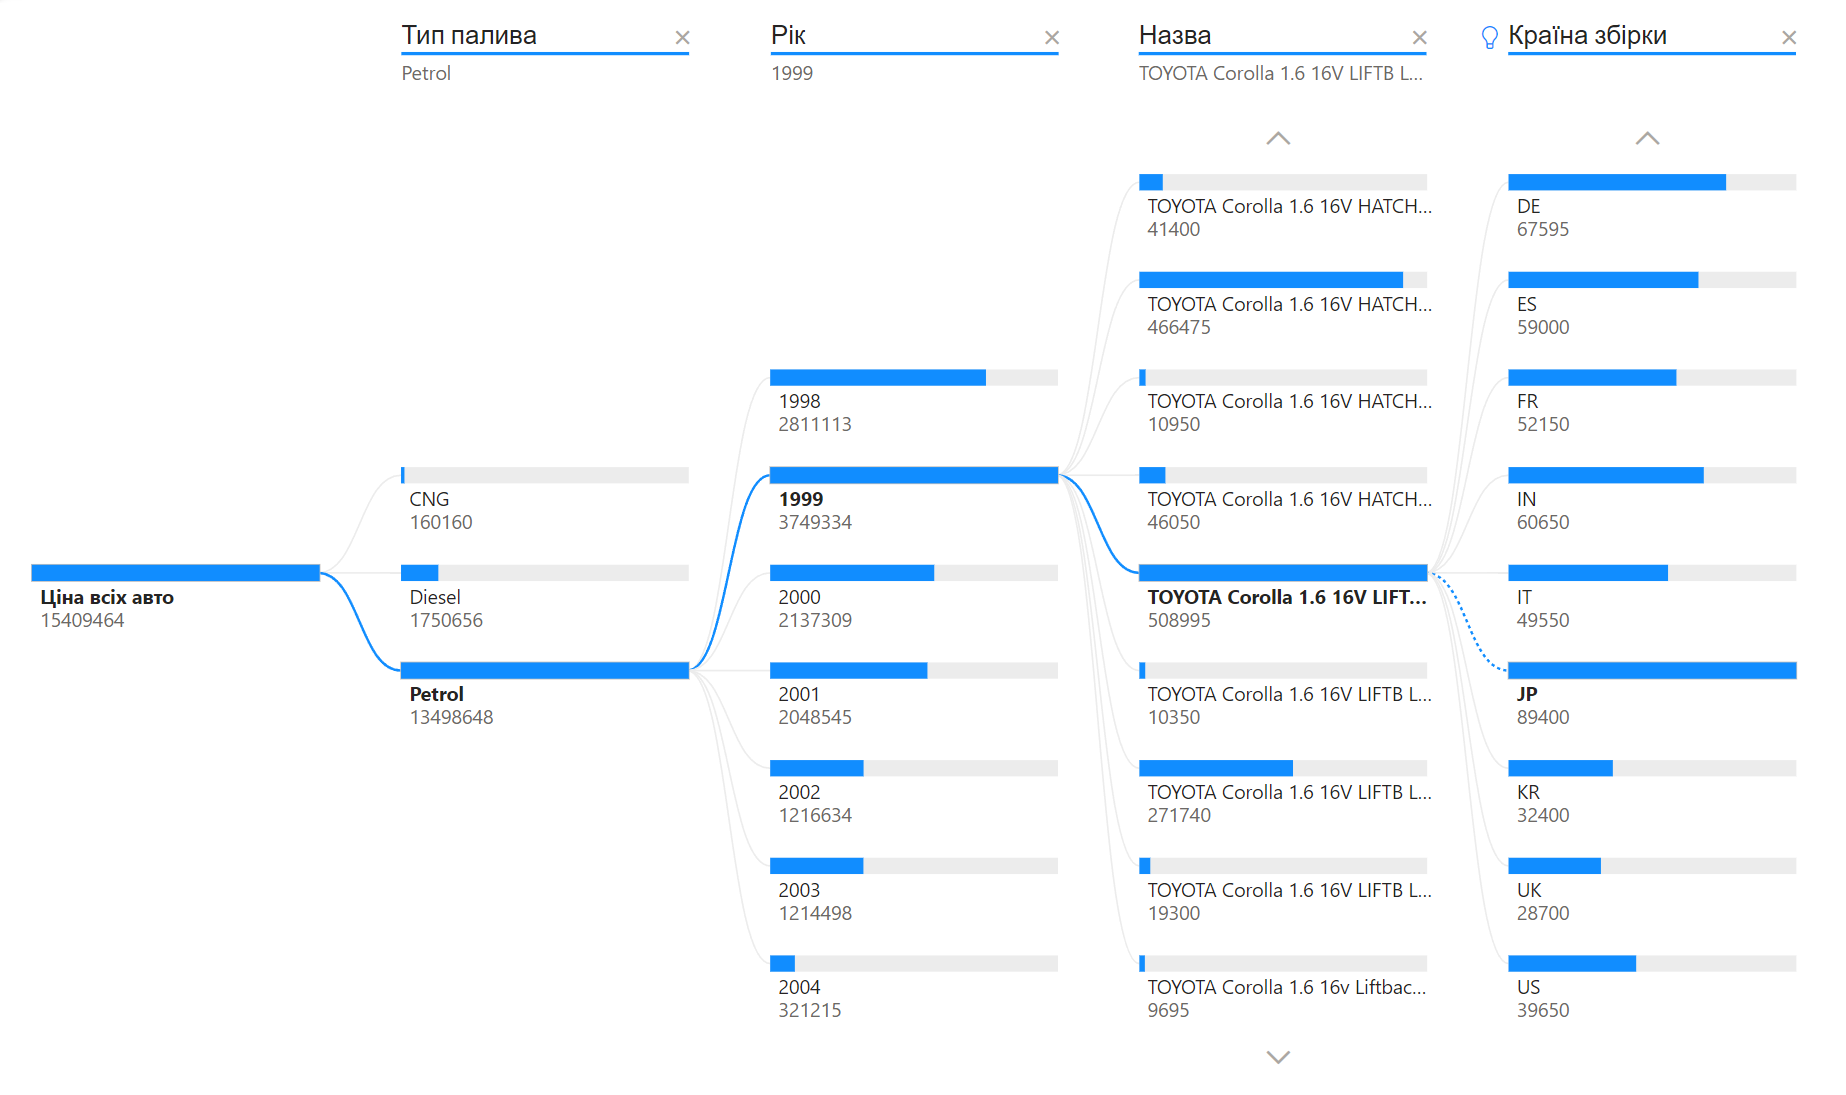 Тип палива
Petrol
Рік
1999
Назва
TOYOTA Corolla 1.6 16V LIFTB L...
Країна збірки
Ціна всіх авто
15409464
CNG
160160
Diesel
1750656
Petrol
13498648
1998
2811113
1999
3749334
2000
2137309
2001
2048545
2002
1216634
2003
1214498
2004
321215
TOYOTA Corolla 1.6 16V HATCH...
41400
TOYOTA Corolla 1.6 16V HATCH...
466475
TOYOTA Corolla 1.6 16V HATCH...
10950
TOYOTA Corolla 1.6 16V HATCH...
46050
TOYOTA Corolla 1.6 16V LIFT...
508995
TOYOTA Corolla 1.6 16V LIFTB L...
10350
TOYOTA Corolla 1.6 16V LIFTB L...
271740
TOYOTA Corolla 1.6 16V LIFTB L...
19300
TOYOTA Corolla 1.6 16v Liftbac...
9695
DE
67595
ES
59000
FR
52150
IN
60650
IT
49550
JP
89400
KR
32400
UK
28700
US
39650